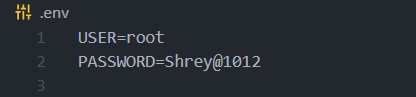 .env
1 USER=root
2 PASSWORD=Shrey@1012
3